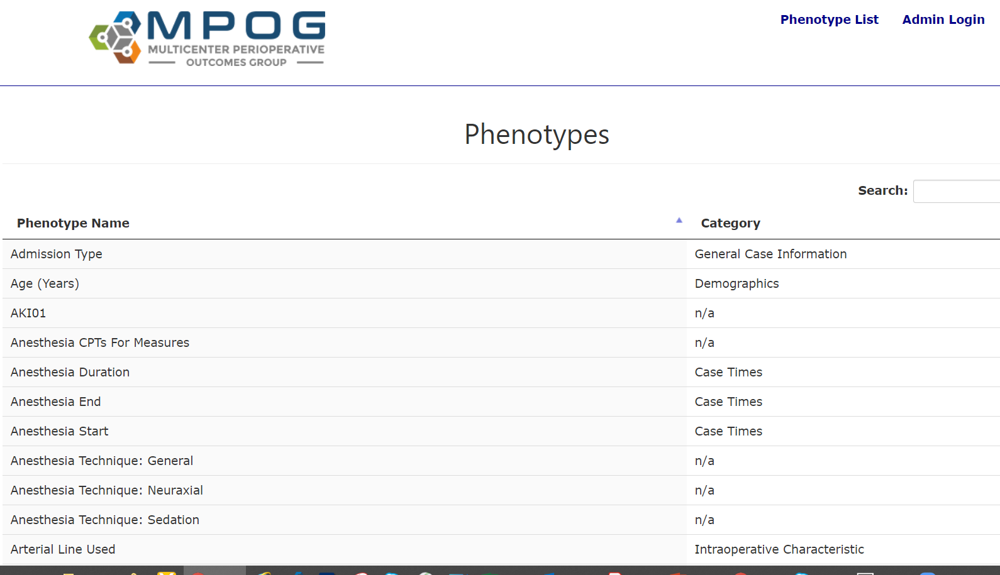 MPOG
MULTICENTER PERIOPERATIVE
OUTCOMES GROUP
Phenotype List Admin Login
Phenotypes
Search:
Phenotype Name Category
Admission Type General Case Information
Age (Years) Demographics
AKI01 n/a
Anesthesia CPTs For Measures n/a
Anesthesia Duration Case Times
Anesthesia End Case Times
Anesthesia Start Case Times
Anesthesia Technique: General n/a
Anesthesia Technique: Neuraxial n/a
Anesthesia Technique: Sedation n/a
Arterial Line Used Intraoperative Characteristic